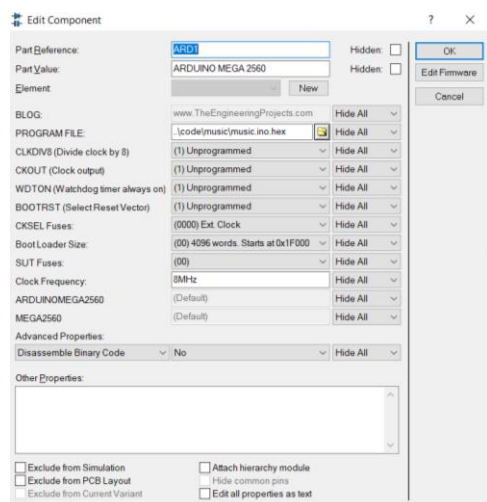 Edit Component ? ×
Part Reference: ARD1 Hidden:
Part Value: ARDUINO MEGA 2560 Hidden:
Element New
BLOG: www.TheEngineeringProjects.com Hide All
PROGRAM FILE: ..\code\music\music.ino.hex Hide All
CLKDIV8 (Divide clock by 8) (1) Unprogrammed Hide All
CKOUT (Clock output) (1) Unprogrammed Hide All
WDTON (Watchdog timer always on) (1) Unprogrammed Hide All
BOOTRST (Select Reset Vector) (1) Unprogrammed Hide All
CKSEL Fuses: (0000) Ext. Clock Hide All
Boot Loader Size: (00) 4096 words. Starts at 0x1F000 Hide All
SUT Fuses: (00) Hide All
Clock Frequency: 8MHz Hide All
ARDUINOMEGA2560 (Default) Hide All
MEGA2560 (Default) Hide All
Advanced Properties:
Disassemble Binary Code No Hide All
Other Properties:
Exclude from Simulation Attach hierarchy module
Exclude from PCB Layout Hide common pins
Exclude from Current Variant Edit all properties as text
OK
Edit Firmware
Cancel